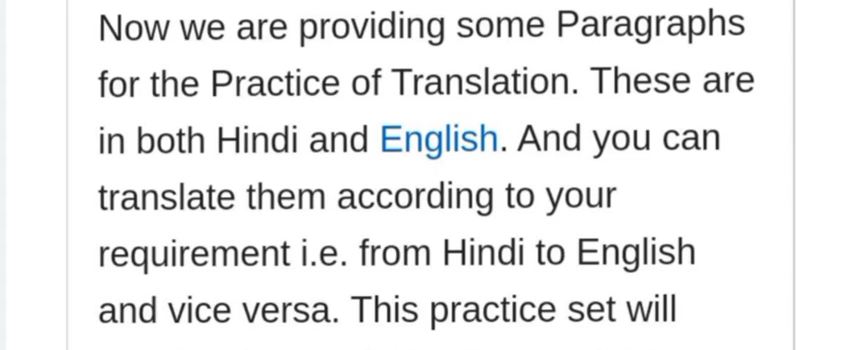 Now we are providing some Paragraphs
for the Practice of Translation. These are
in both Hindi and English. And you can
translate them according to your
requirement i.e. from Hindi to English
and vice versa. This practice set will